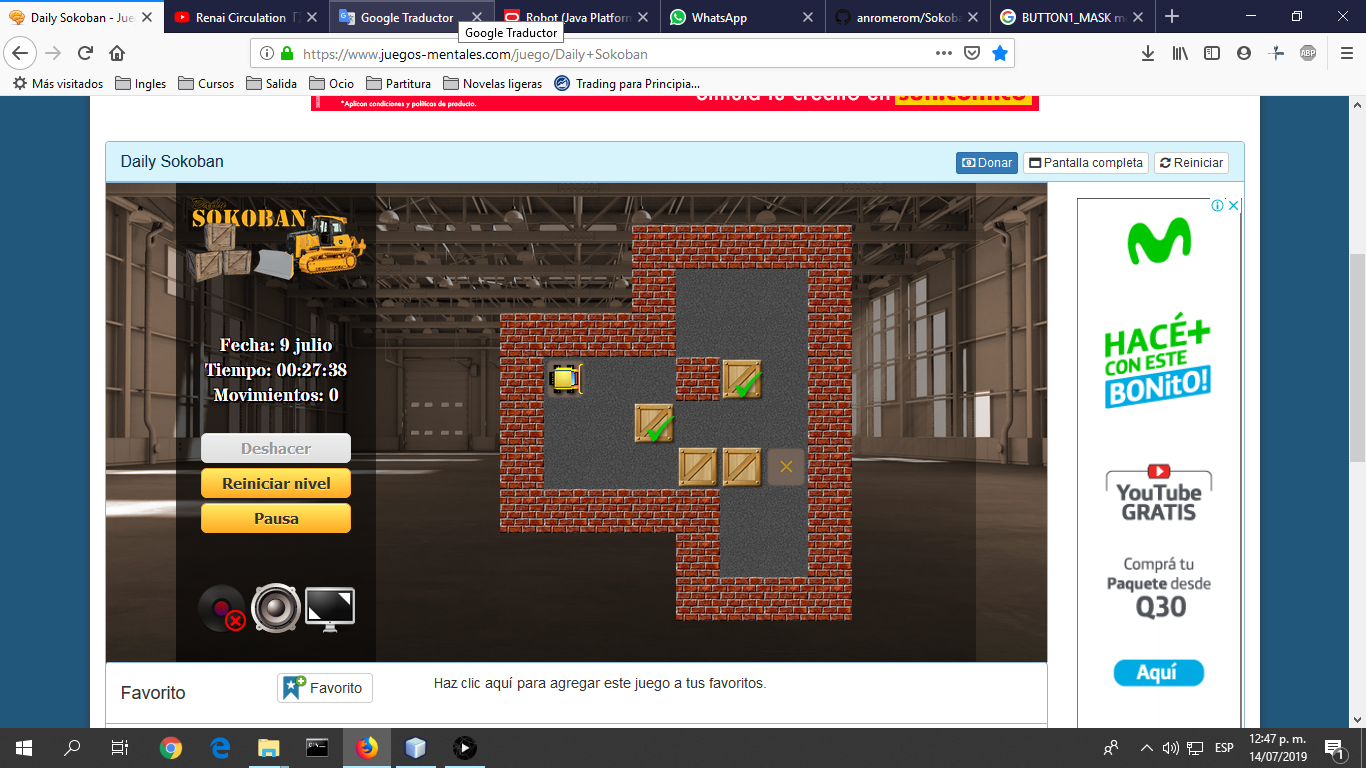 Daily Sokoban - Jue
Renai Circulation
Google Traductor
Robot (Java Platform
WhatsApp
anromerom/Sokoba
BUTTON1_MASK m
Google Traductor
https://www.juegos-mentales.com/juego/Daily+Sokoban
ABP
Más visitados
Ingles
Cursos
Salida
Ocio
Partitura
Novelas ligeras
Trading para Principia...
*Aplican condiciones y políticas de producto.
Daily Sokoban
Donar
Pantalla completa
Reiniciar
Daily
SOKOBAN
Fecha: 9 julio
Tiempo: 00:27:38
Movimientos: 0
Deshacer
Reiniciar nivel
Pausa
HACÉ+
CON ESTE
BONITO!
YouTube
GRATIS
Comprá tu
Paquete desde
Q30
Aquí
Favorito
Favorito
Haz clic aquí para agregar este juego a tus favoritos.
ESP
12:47 p. m.
14/07/2019
1